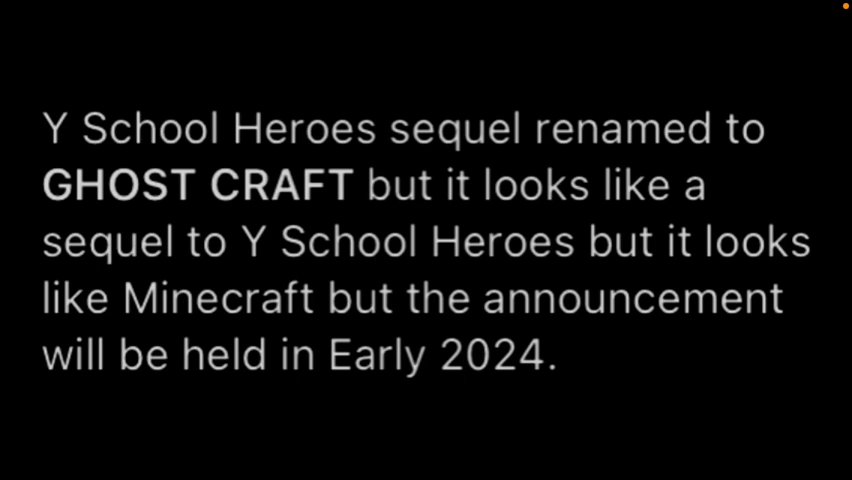 Y School Heroes sequel renamed to
GHOST CRAFT but it looks like a
sequel to Y School Heroes but it looks
like Minecraft but the announcement
will be held in Early 2024.